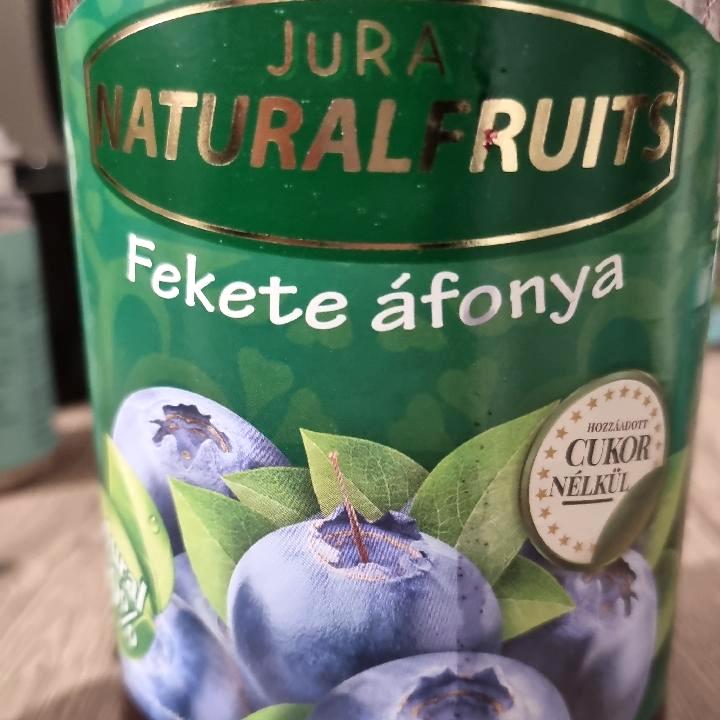 JuRA
NATURALFRUITS
Fekete áfonya
HOZZÁADOTT
CUKOR
NÉLKÜL